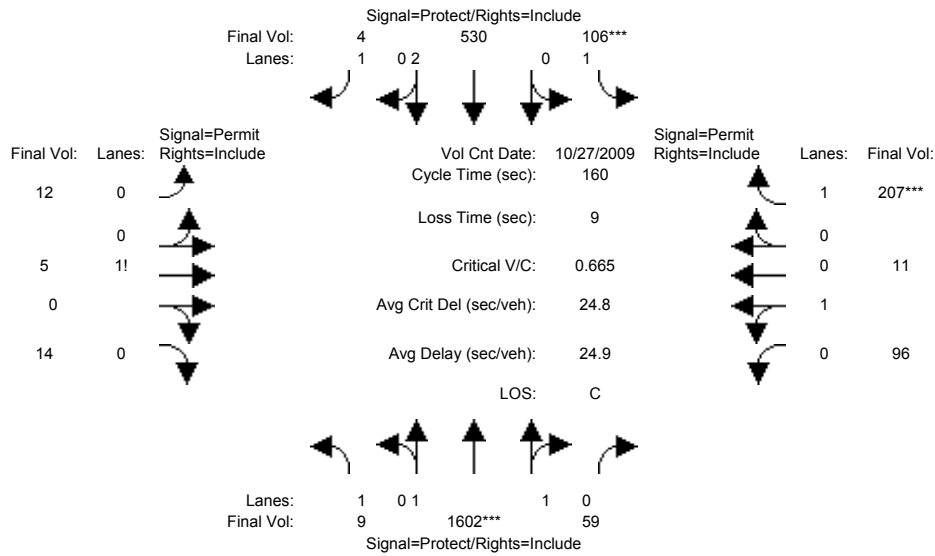 Signal=Protect/Rights=Include
Final Vol: 4 530 106***
Lanes: 1 0 2 0 1
Signal=Permit Signal=Permit
Final Vol: Lanes: Rights=Include Vol Cnt Date: 10/27/2009 Rights=Include Lanes: Final Vol:
Cycle Time (sec): 160
12 0 1 207***
Loss Time (sec): 9
0 0
5 1! Critical V/C: 0.665 0 11
0 Avg Crit Del (sec/veh): 24.8 1
14 0 Avg Delay (sec/veh): 24.9 0 96
LOS: C
Lanes: 1 0 1 1 0
Final Vol: 9 1602*** 59
Signal=Protect/Rights=Include